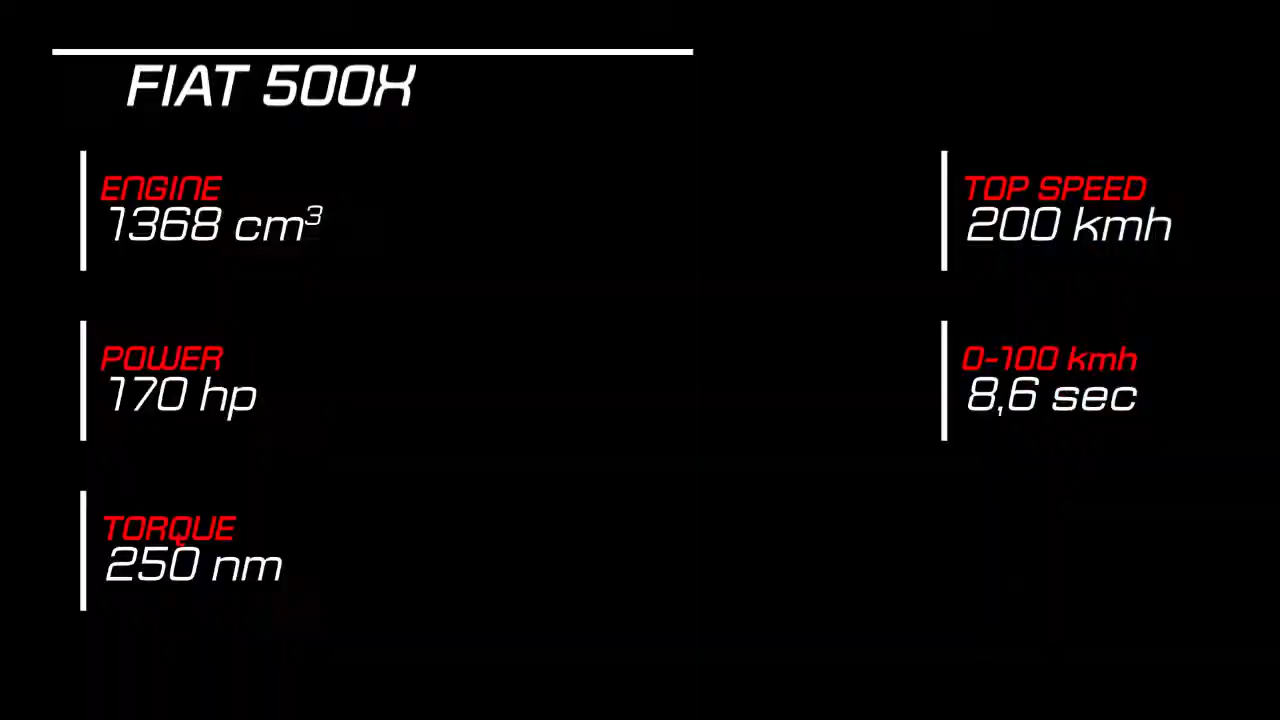 FIAT 500X
ENGINE
1368 cm³
POWER
170 hp
TORQUE
250 nm
TOP SPEED
200 kmh
0-100 kmh
8,6 sec